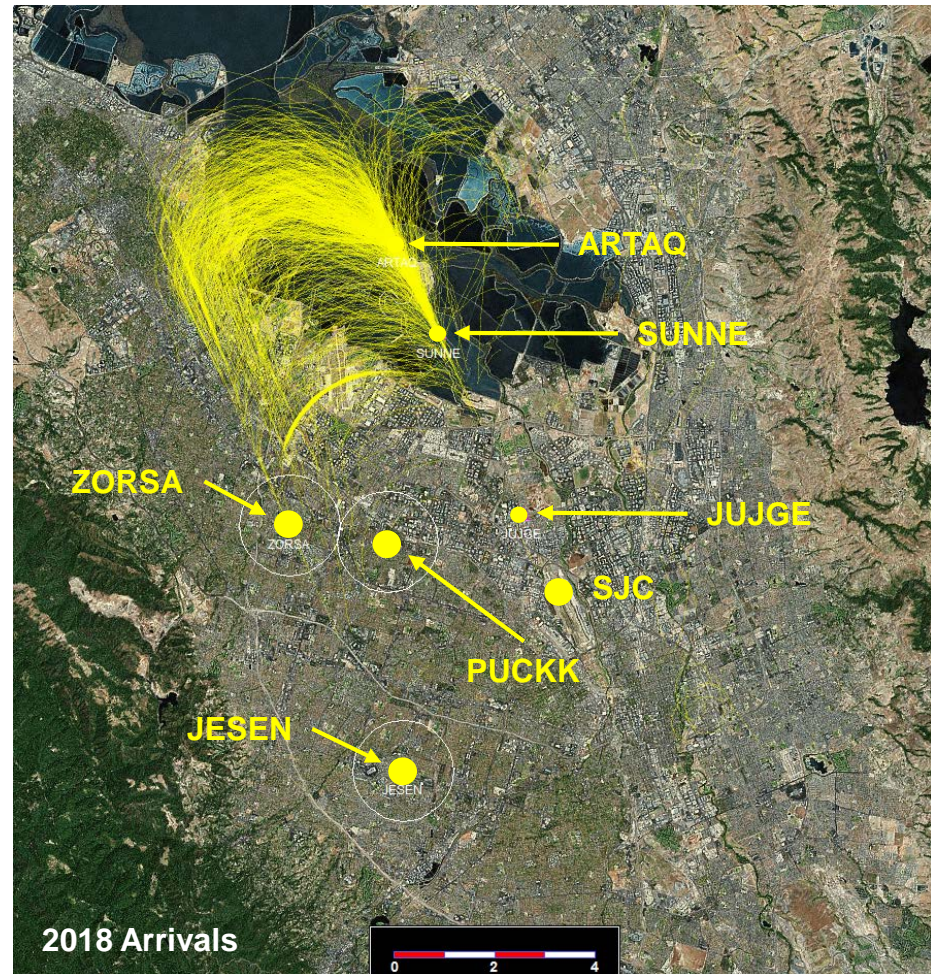 ARTAQ
ARTAQ
SUNNE
SUNNE
ZORSA
ZORSA
JUJGE
JUJGE
SJC
PUCKK
JESEN
JESEN
2018 Arrivals
0 2 4